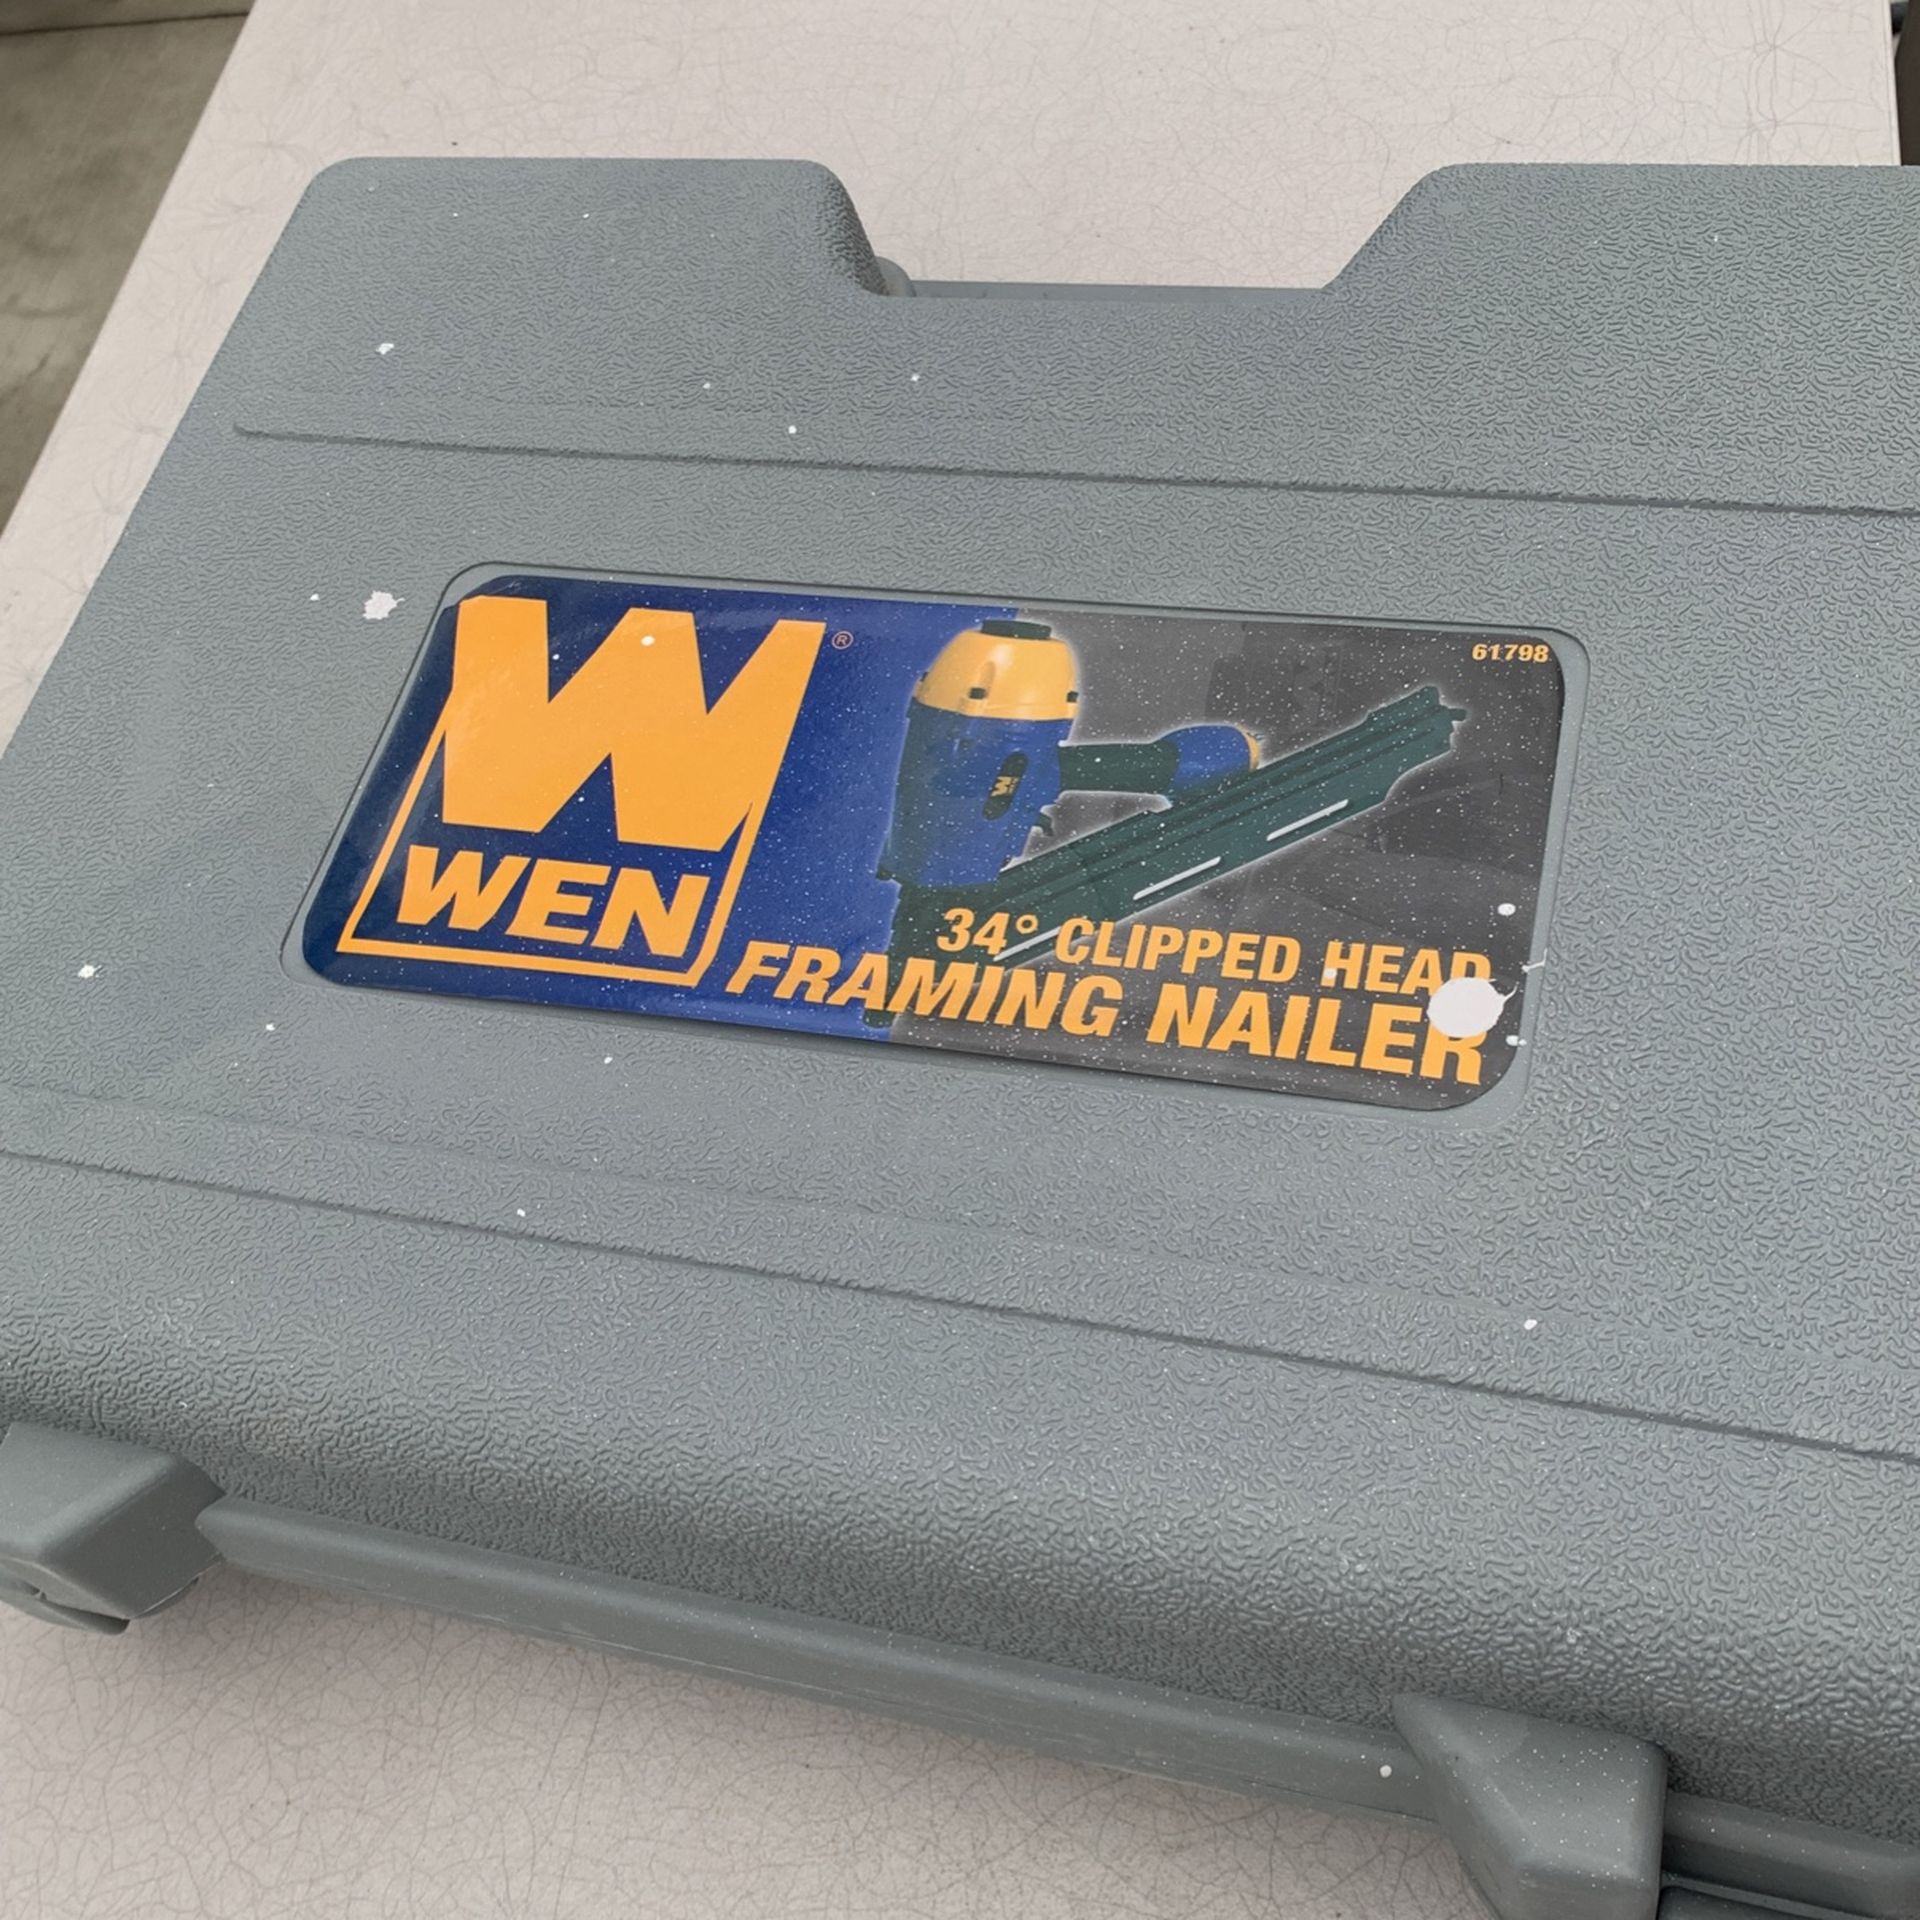 61798
W®
WEN
34° CLIPPED HEAD
FRAMING NAILER